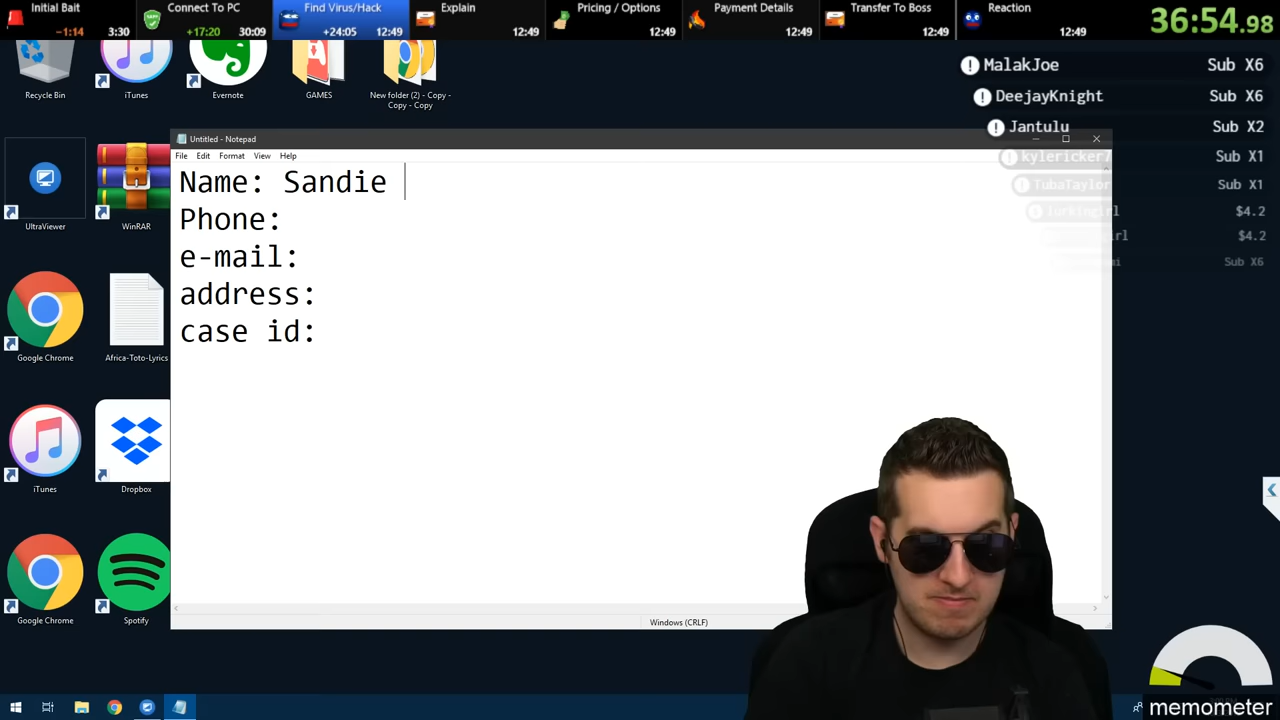 Initial Bait
-1:14 3:30
Connect To PC
+17:20 30:09
Find Virus/Hack
+24:05 12:49
Explain
12:49
Pricing / Options
12:49
Payment Details
12:49
Transfer To Boss
12:49
Reaction
12:49
36:54.98
MalakJoe Sub X6
DeejayKnight Sub X6
Jantulu Sub X2
kylericker7 Sub X1
TubaTaylor Sub X1
lurkingirl $4.2
$4.2
Sub X6
Recycle Bin
iTunes
Evernote
GAMES
New folder (2) - Copy -
Copy - Copy
Untitled - Notepad
File Edit Format View Help
Name: Sandie
Phone:
e-mail:
address:
case id:
Windows (CRLF)
UltraViewer
WinRAR
Google Chrome
Africa-Toto-Lyrics
iTunes
Dropbox
Google Chrome
Spotify
memometer